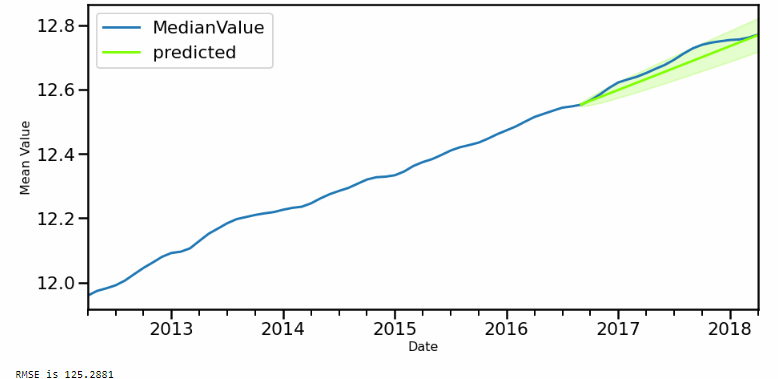 12.8
MedianValue
predicted
12.6
12.4
12.2
12.0
Mean Value
2013 2014 2015 2016 2017 2018
Date
RMSE is 125.2881